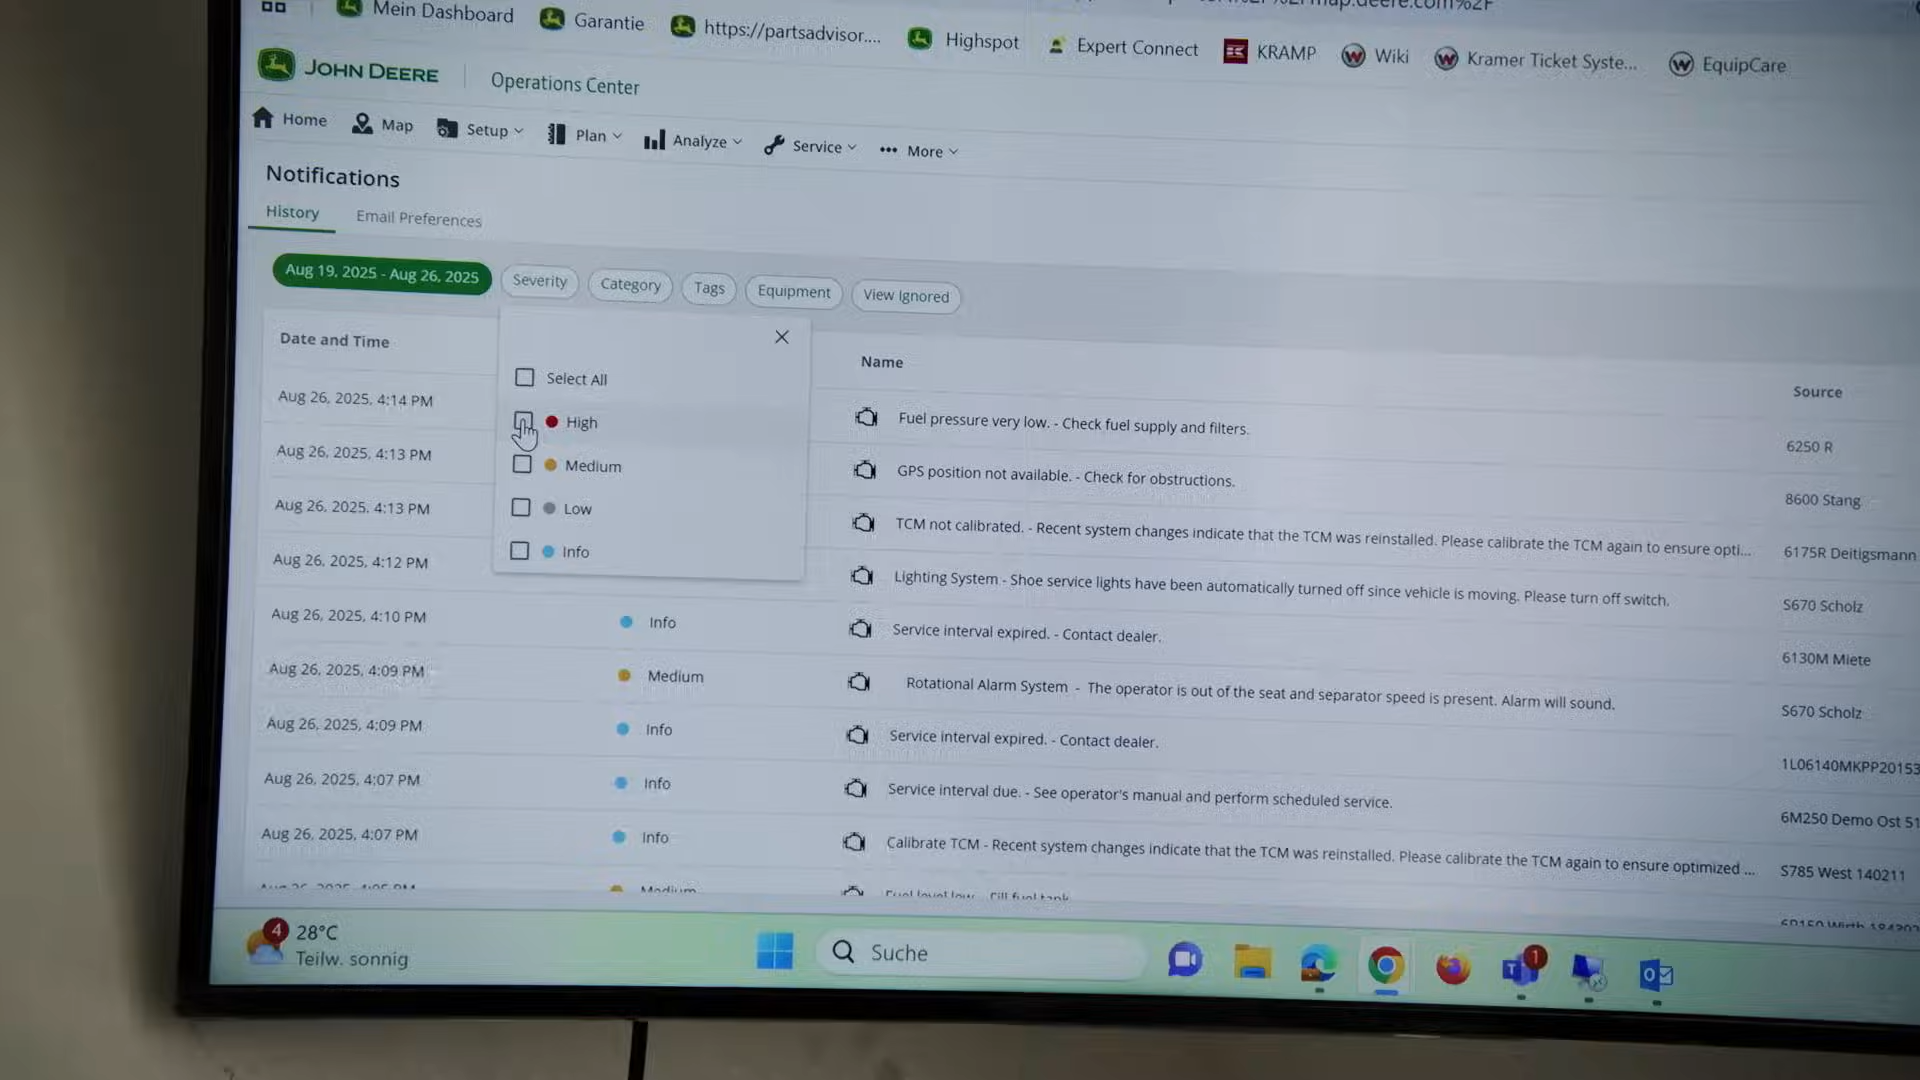 Mein Dashboard Garantie https://partsadvisor.... Highspot Expert Connect KRAMP Wiki Kramer Ticket Syste... EquipCare
JOHN DEERE Operations Center
Home Map Setup Plan Analyze Service More
Notifications
History Email Preferences
Aug 19, 2025 - Aug 26, 2025 Severity Category Tags Equipment View Ignored
Date and Time Name Source
Select All
High
Medium
Low
Info
Aug 26, 2025, 4:14 PM Fuel pressure very low. - Check fuel supply and filters. 6250 R
Aug 26, 2025, 4:13 PM GPS position not available. - Check for obstructions. 8600 Stang
Aug 26, 2025, 4:13 PM TCM not calibrated. - Recent system changes indicate that the TCM was reinstalled. Please calibrate the TCM again to ensure opti... 6175R Deitigsmann
Aug 26, 2025, 4:12 PM Lighting System - Shoe service lights have been automatically turned off since vehicle is moving. Please turn off switch. S670 Scholz
Aug 26, 2025, 4:10 PM Info Service interval expired. - Contact dealer. 6130M Miete
Aug 26, 2025, 4:09 PM Medium Rotational Alarm System - The operator is out of the seat and separator speed is present. Alarm will sound. S670 Scholz
Aug 26, 2025, 4:09 PM Info Service interval expired. - Contact dealer. 1L06140MKPP20153
Aug 26, 2025, 4:07 PM Info Service interval due. - See operator's manual and perform scheduled service. 6M250 Demo Ost 51
Aug 26, 2025, 4:07 PM Info Calibrate TCM - Recent system changes indicate that the TCM was reinstalled. Please calibrate the TCM again to ensure optimized ... S785 West 140211
Medium Fuel level low. Fill fuel tank
4 28°C
Teilw. sonnig
Suche
1